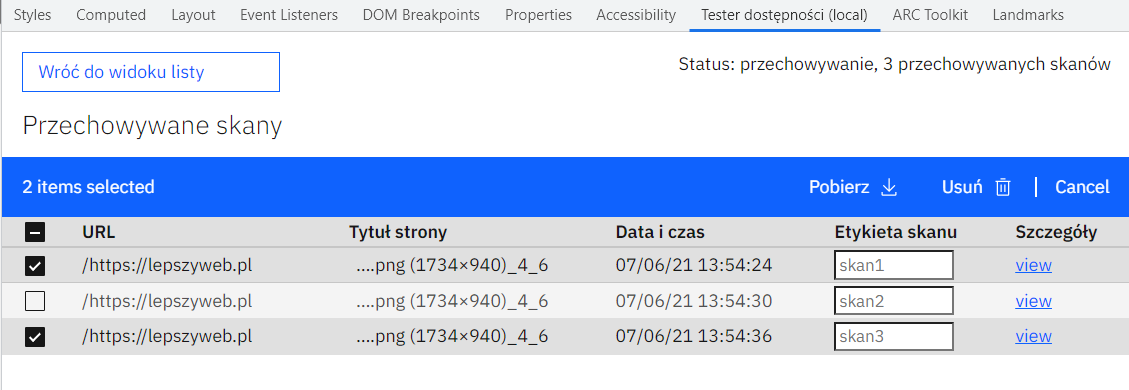 Styles Computed Layout Event Listeners DOM Breakpoints Properties Accessibility Tester dostępności (local) ARC Toolkit Landmarks
Wróć do widoku listy
Status: przechowywanie, 3 przechowywanych skanów
Przechowywane skany
2 items selected Pobierz Usuń Cancel
URL Tytuł strony Data i czas Etykieta skanu Szczegóły
/https://lepszyweb.pl ....png (1734×940)_4_6 07/06/21 13:54:24 skan1 view
/https://lepszyweb.pl ....png (1734×940)_4_6 07/06/21 13:54:30 skan2 view
/https://lepszyweb.pl ....png (1734×940)_4_6 07/06/21 13:54:36 skan3 view